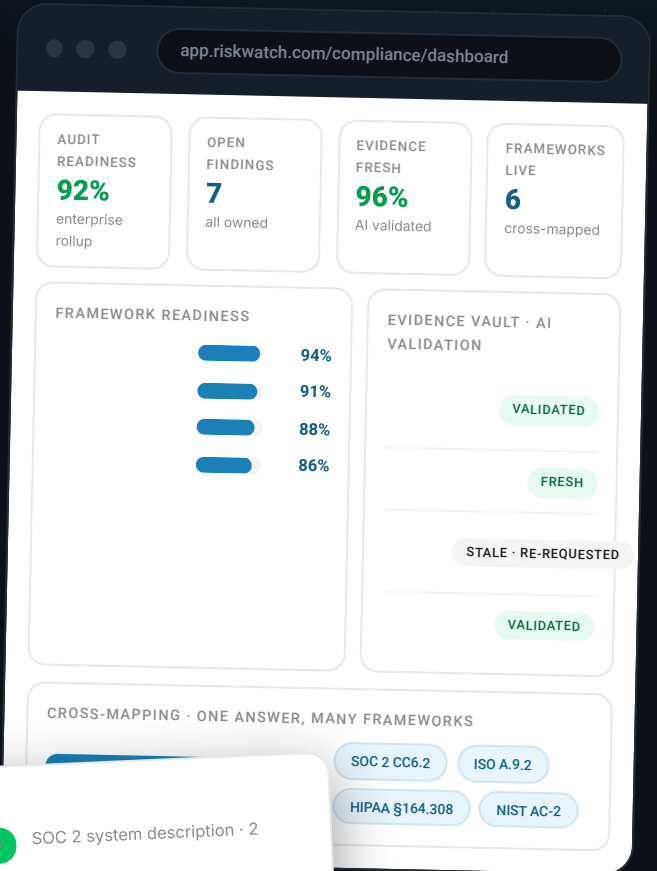 app.riskwatch.com/compliance/dashboard
AUDIT
READINESS
92%
enterprise
rollup
OPEN
FINDINGS
7
all owned
EVIDENCE
FRESH
96%
AI validated
FRAMEWORKS
LIVE
6
cross-mapped
FRAMEWORK READINESS
94%
91%
88%
86%
EVIDENCE VAULT · AI
VALIDATION
VALIDATED
FRESH
STALE · RE-REQUESTED
VALIDATED
CROSS-MAPPING · ONE ANSWER, MANY FRAMEWORKS
SOC 2 CC6.2
ISO A.9.2
HIPAA §164.308
NIST AC-2
SOC 2 system description · 2